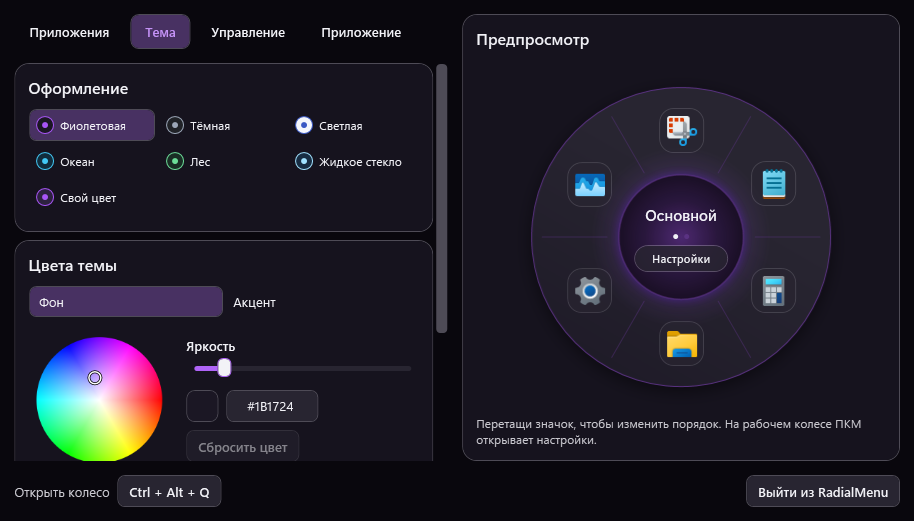 Приложения
Тема
Управление
Приложение
Оформление
Фиолетовая
Тёмная
Светлая
Океан
Лес
Жидкое стекло
Свой цвет
Цвета темы
Фон
Акцент
Яркость
#1B1724
Сбросить цвет
Открыть колесо
Ctrl + Alt + Q
Предпросмотр
Основной
Настройки
Перетащи значок, чтобы изменить порядок. На рабочем колесе ПКМ
открывает настройки.
Выйти из RadialMenu